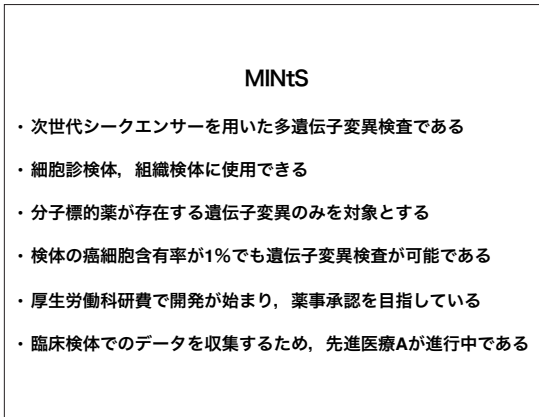 MINtS
・次世代シークエンサーを用いた多遺伝子変異検査である
・細胞診検体，組織検体に使用できる
・分子標的薬が存在する遺伝子変異のみを対象とする
・検体の癌細胞含有率が1%でも遺伝子変異検査が可能である
・厚生労働科研費で開発が始まり，薬事承認を目指している
・臨床検体でのデータを収集するため，先進医療Aが進行中である